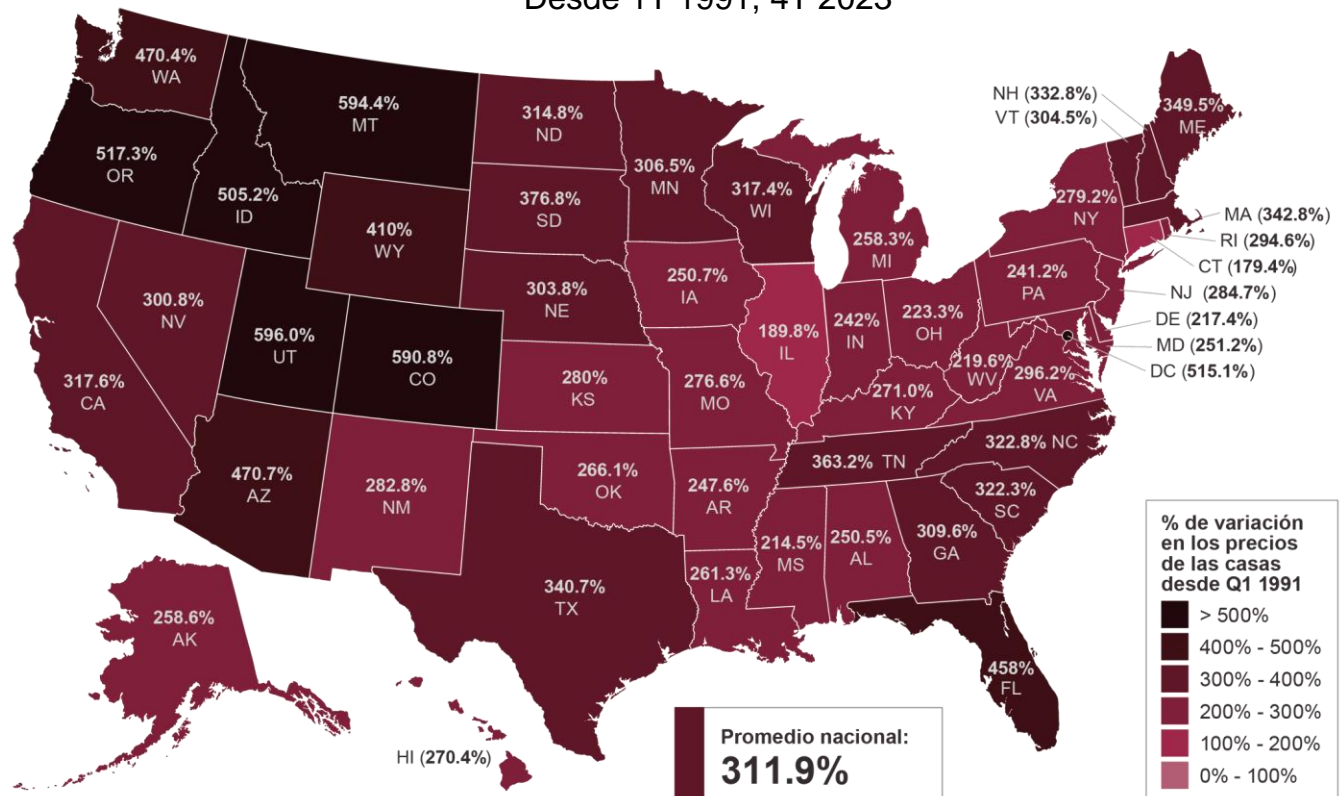 Desde 1T 1991, 4T 2023
470.4%
WA
594.4%
MT
314.8%
ND
306.5%
MN
317.4%
WI
258.3%
MI
279.2%
NY
NH (332.8%)
VT (304.5%)
349.5%
ME
517.3%
OR
505.2%
ID
410%
WY
376.8%
SD
250.7%
IA
303.8%
NE
189.8%
IL
242%
IN
223.3%
OH
241.2%
PA
MA (342.8%)
RI (294.6%)
CT (179.4%)
NJ (284.7%)
DE (217.4%)
MD (251.2%)
DC (515.1%)
300.8%
NV
596.0%
UT
590.8%
CO
280%
KS
276.6%
MO
271.0%
KY
219.6%
WV
296.2%
VA
317.6%
CA
470.7%
AZ
282.8%
NM
266.1%
OK
247.6%
AR
363.2% TN
322.8% NC
322.3%
SC
340.7%
TX
261.3%
LA
214.5%
MS
250.5%
AL
309.6%
GA
458%
FL
258.6%
AK
HI (270.4%)
Promedio nacional:
311.9%
% de variación
en los precios
de las casas
desde Q1 1991
> 500%
400% - 500%
300% - 400%
200% - 300%
100% - 200%
0% - 100%